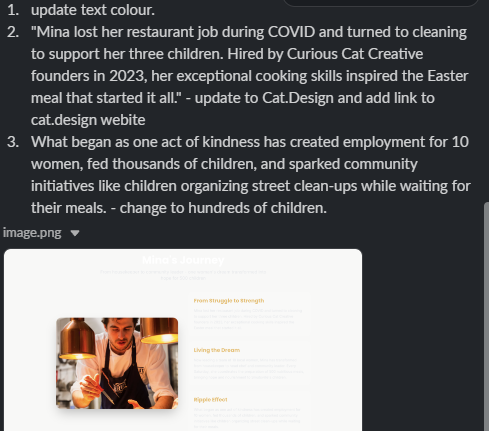 1. update text colour.
2. "Mina lost her restaurant job during COVID and turned to cleaning
to support her three children. Hired by Curious Cat Creative
founders in 2023, her exceptional cooking skills inspired the Easter
meal that started it all." - update to Cat.Design and add link to
cat.design webite
3. What began as one act of kindness has created employment for 10
women, fed thousands of children, and sparked community
initiatives like children organizing street clean-ups while waiting for
their meals. - change to hundreds of children.
image.png
Mina's Journey
From Struggle to Strength
Living the Dream
Ripple Effect